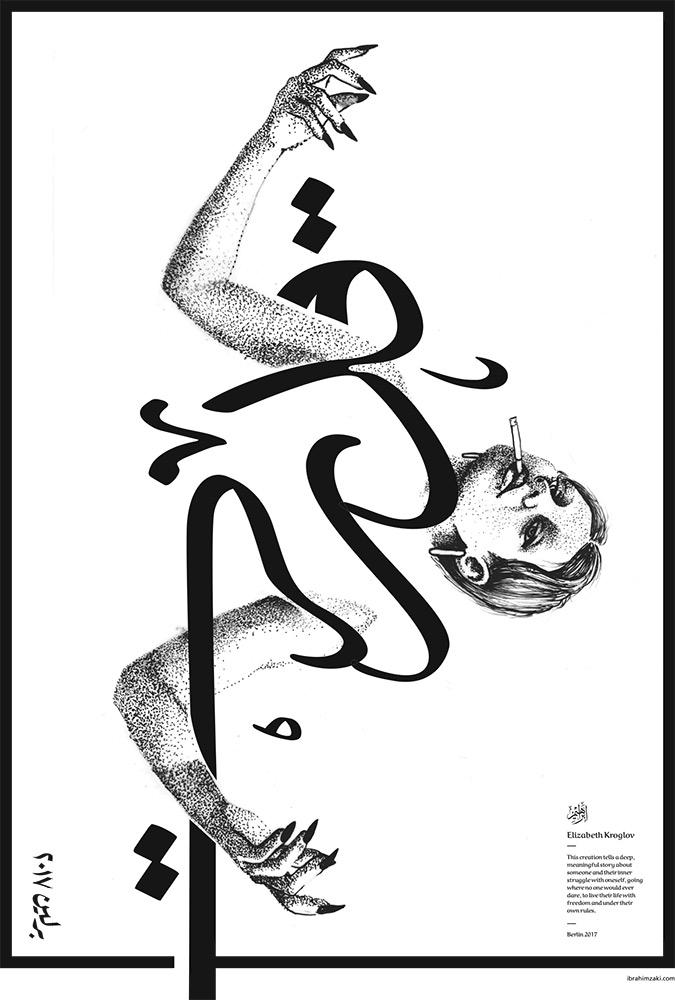 برلين ٢٠١٧
Elizabeth Kroglov
This creation tells a deep,
meaningful story about
someone and their inner
struggle with oneself, going
where no one would ever
dare, to live their life with
freedom and under their
own rules.
Berlin 2017
ibrahimzaki.com